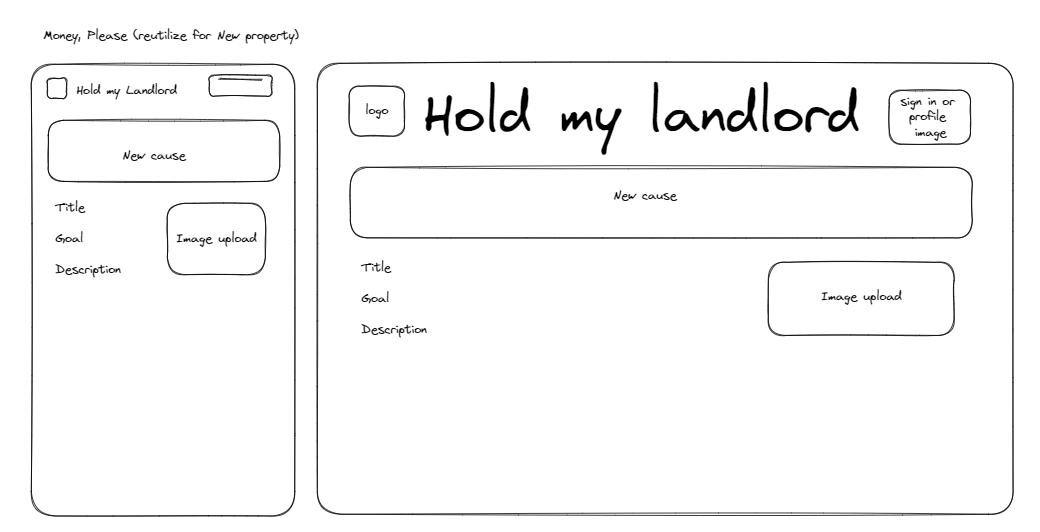 Money, Please (reutilize for New property)
Hold my Landlord
New cause
Title
Goal
Description
Image upload
logo
Hold my landlord
Sign in or
profile
image
New cause
Title
Goal
Description
Image upload